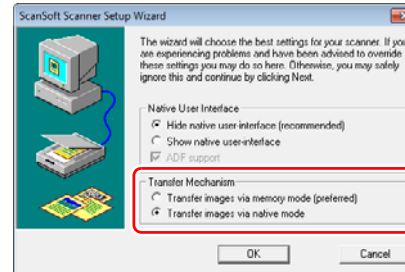 ScanSoft Scanner Setup Wizard
The wizard will choose the best settings for your scanner. If you
are experiencing problems and have been advised to override
these settings you may do so here. Otherwise, you may safely
ignore this and continue by clicking Next.
Native User Interface
Hide native user-interface (recommended)
Show native user-interface
ADF support
Transfer Mechanism
Transfer images via memory mode (preferred)
Transfer images via native mode
OK
Cancel